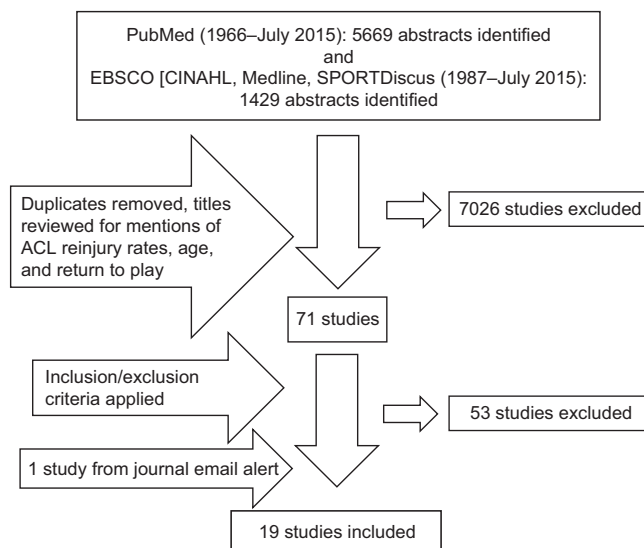 PubMed (1966–July 2015): 5669 abstracts identified
and
EBSCO [CINAHL, Medline, SPORTDiscus (1987–July 2015):
1429 abstracts identified
Duplicates removed, titles
reviewed for mentions of
ACL reinjury rates, age,
and return to play
7026 studies excluded
71 studies
Inclusion/exclusion
criteria applied
53 studies excluded
1 study from journal email alert
19 studies included